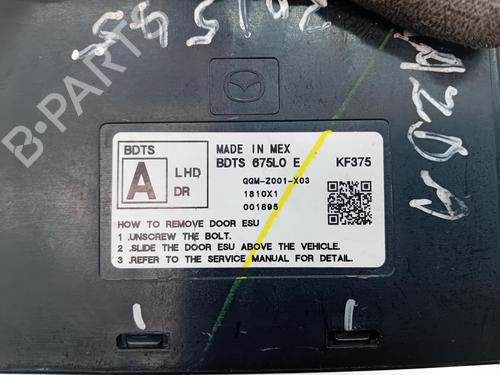 BDTS
A
LHD
DR
MADE IN MEX
BDTS 675L0 E KF375
GQM-Z001-X03
1810X1
001895
HOW TO REMOVE DOOR ESU
1 .UNSCREW THE BOLT.
2 .SLIDE THE DOOR ESU ABOVE THE VEHICLE.
3 .REFER TO THE SERVICE MANUAL FOR DETAIL.